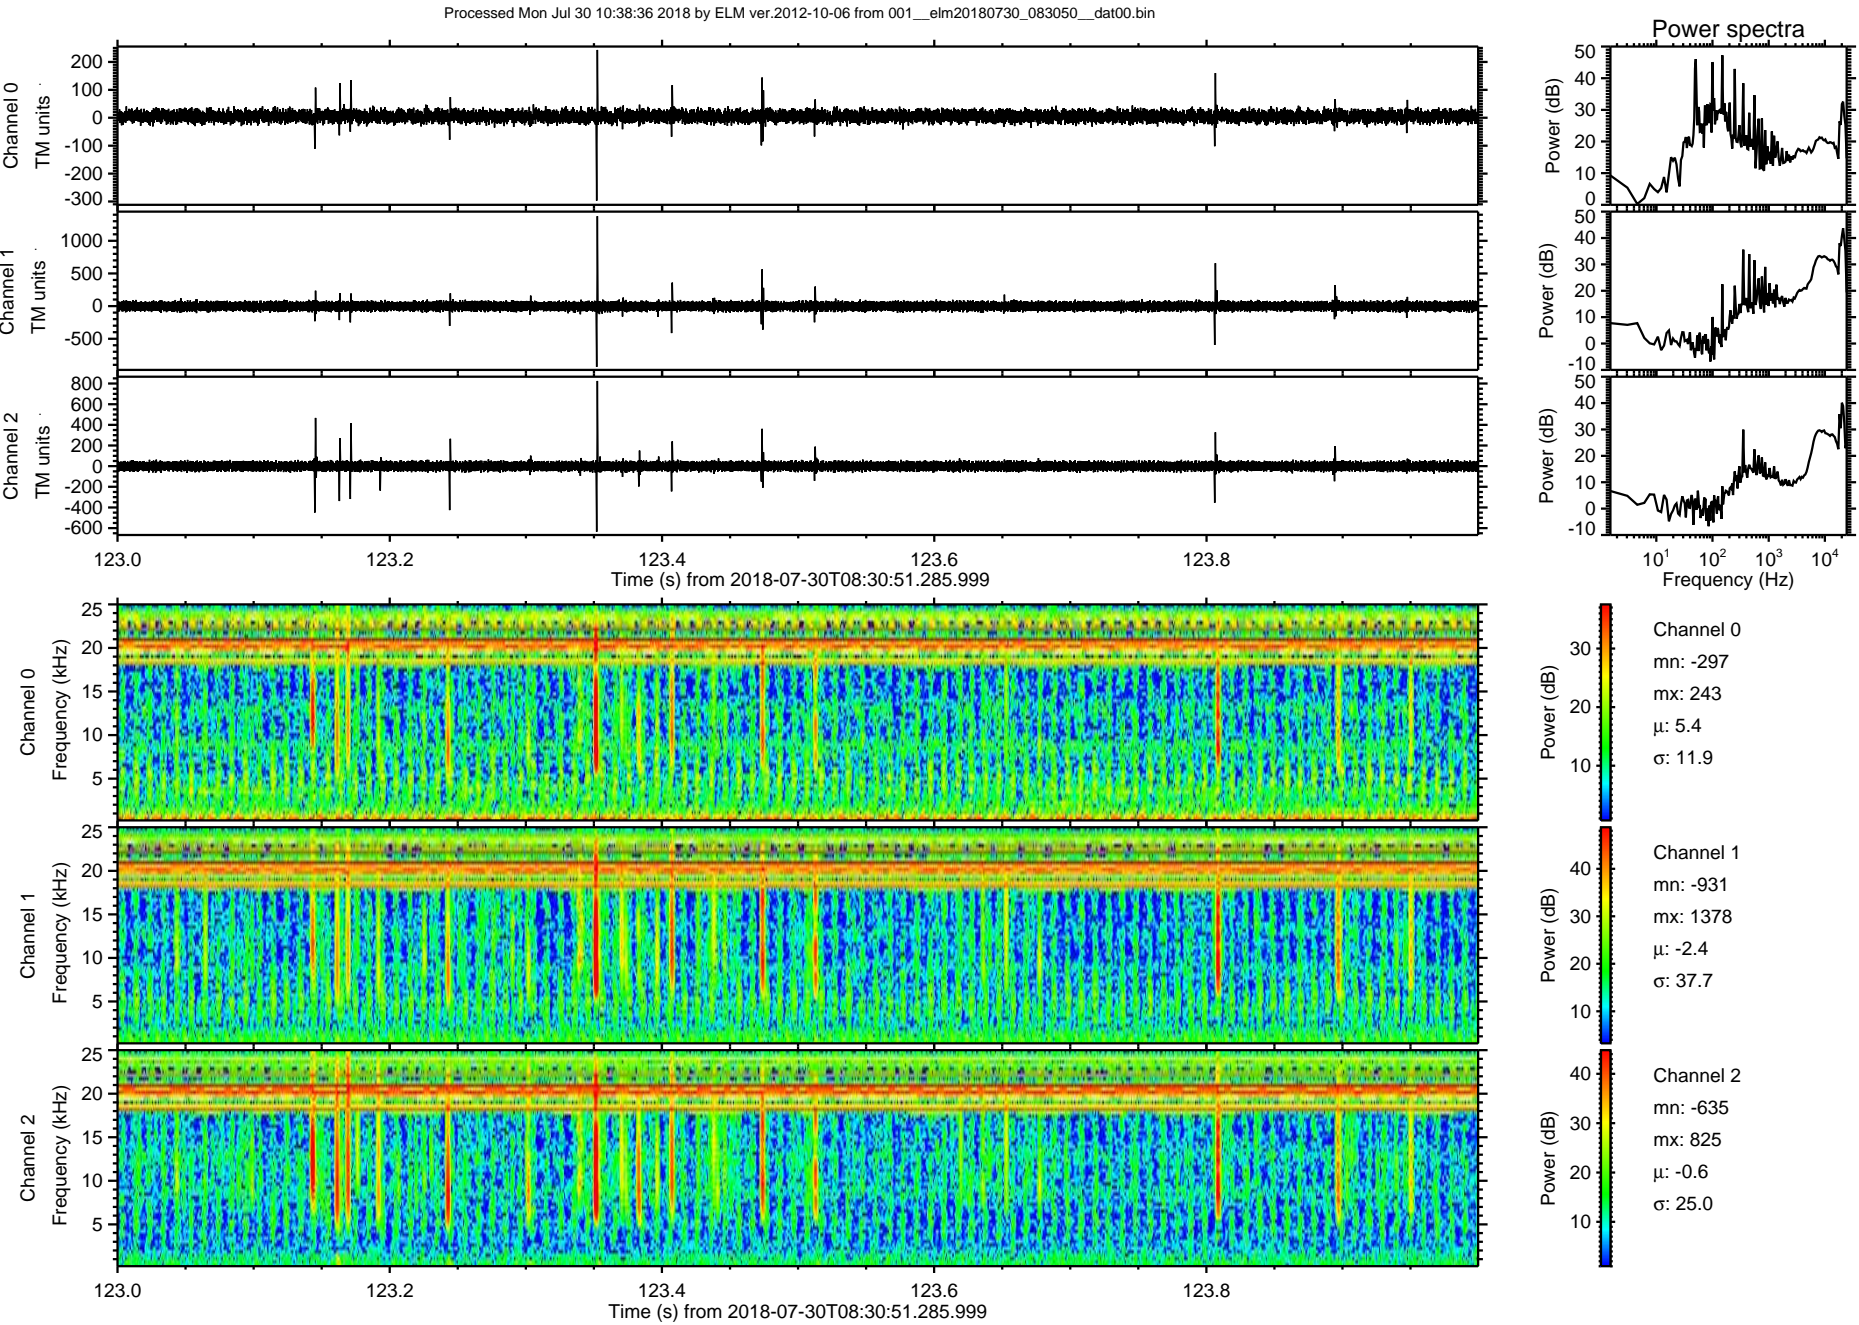 Processed Mon Jul 30 10:38:36 2018 by ELM ver.2012-10-06 from 001__elm20180730_083050__dat00.bin
Power spectra
Channel 0
TM units
200
100
0
-100
-200
-300
Power (dB)
50
40
30
20
10
0
Channel 1
TM units
1000
500
0
-500
Power (dB)
50
40
30
20
10
0
-10
Channel 2
TM units
800
600
400
200
0
-200
-400
-600
Power (dB)
50
40
30
20
10
0
-10
123.0 123.2 123.4 123.6 123.8
Time (s) from 2018-07-30T08:30:51.285.999
10^1 10^2 10^3 10^4
Frequency (Hz)
Channel 0
Frequency (kHz)
25
20
15
10
5
Power (dB)
30
20
10
Channel 0
mn: -297
mx: 243
μ: 5.4
σ: 11.9
Channel 1
Frequency (kHz)
25
20
15
10
5
Power (dB)
40
30
20
10
Channel 1
mn: -931
mx: 1378
μ: -2.4
σ: 37.7
Channel 2
Frequency (kHz)
25
20
15
10
5
Power (dB)
40
30
20
10
Channel 2
mn: -635
mx: 825
μ: -0.6
σ: 25.0
123.0 123.2 123.4 123.6 123.8
Time (s) from 2018-07-30T08:30:51.285.999